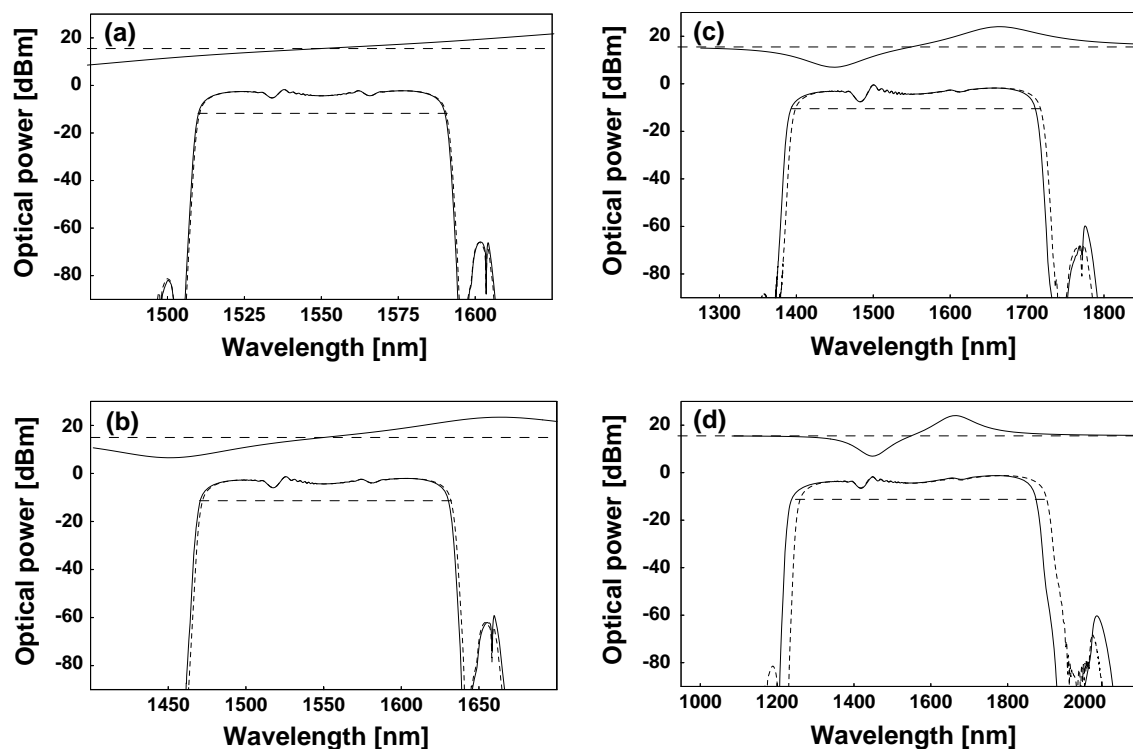 (a)
Optical power [dBm]
20
0
-20
-40
-60
-80
1500 1525 1550 1575 1600
Wavelength [nm]
(c)
Optical power [dBm]
20
0
-20
-40
-60
-80
1300 1400 1500 1600 1700 1800
Wavelength [nm]
(b)
Optical power [dBm]
20
0
-20
-40
-60
-80
1450 1500 1550 1600 1650
Wavelength [nm]
(d)
Optical power [dBm]
20
0
-20
-40
-60
-80
1000 1200 1400 1600 1800 2000
Wavelength [nm]